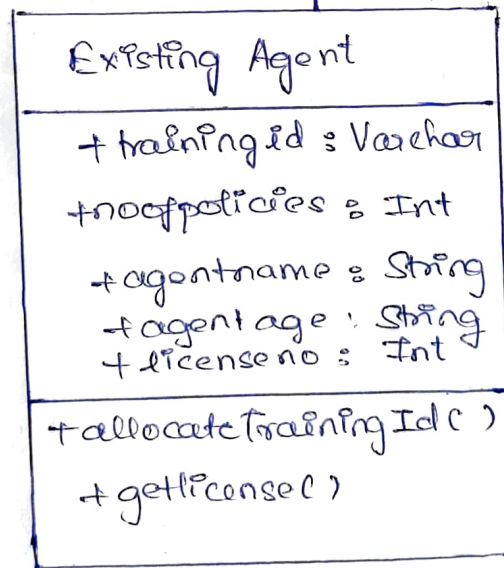 Existing Agent
+ trainingid : Varchar
+noofpolicies : Int
+agentname : String
+agentage : String
+licenseno : Int
+allocateTrainingId()
+getlicense()